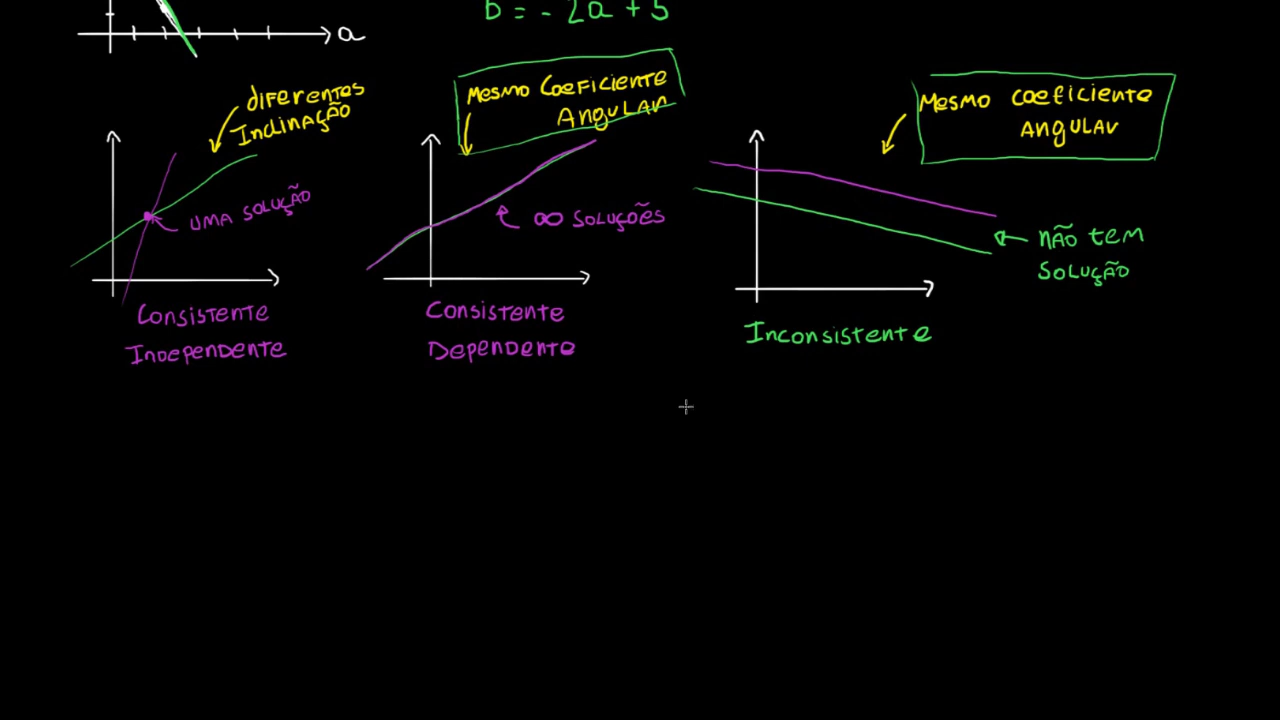 b = - 2a + 5
a
diferentes
Inclinação
uma solução
Consistente
Independente
Mesmo Coeficiente
Angular
∞ soluções
Consistente
Dependente
Mesmo coeficiente
Angular
não tem
solução
Inconsistente